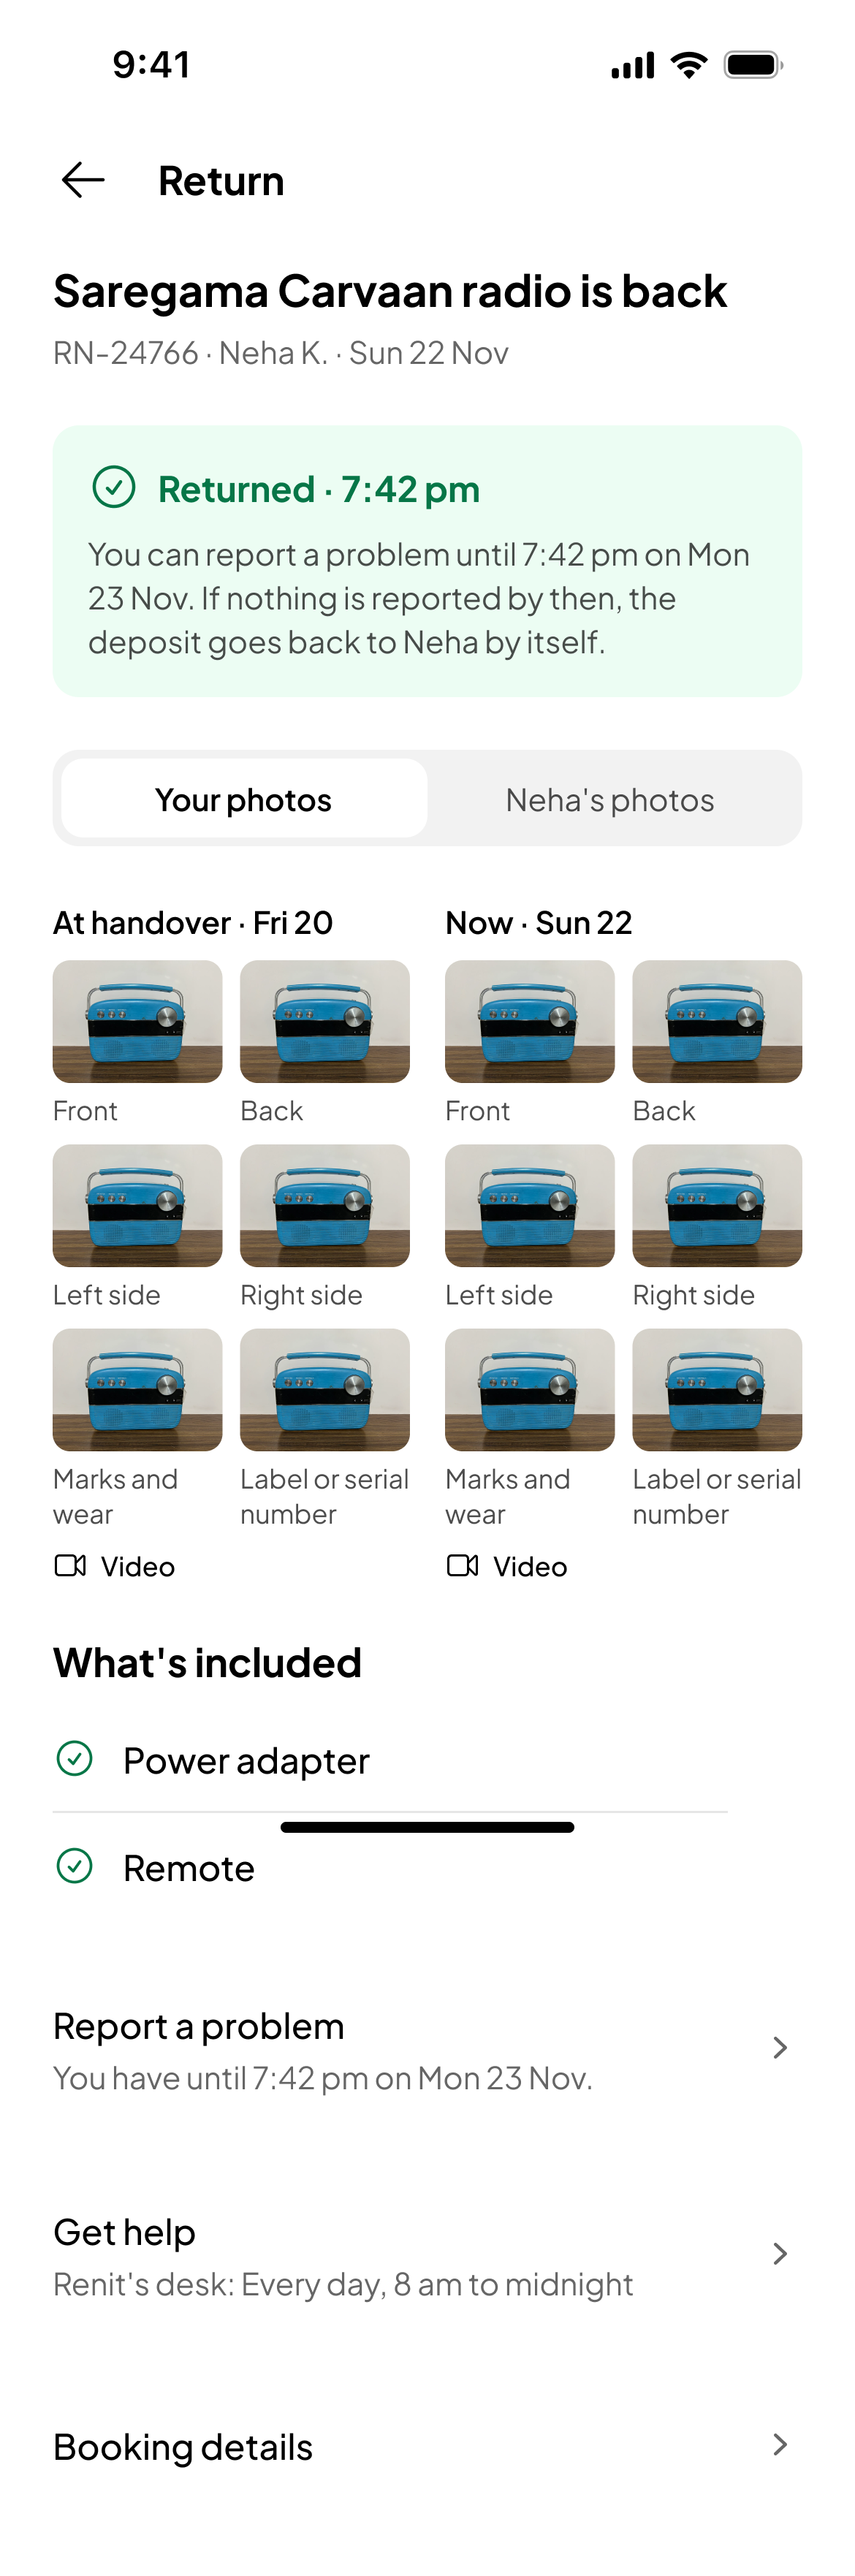 9:41
Return
Saregama Carvaan radio is back
RN-24766 · Neha K. · Sun 22 Nov
Returned · 7:42 pm
You can report a problem until 7:42 pm on Mon
23 Nov. If nothing is reported by then, the
deposit goes back to Neha by itself.
Your photos
Neha's photos
At handover · Fri 20
Now · Sun 22
Front
Back
Front
Back
Left side
Right side
Left side
Right side
Marks and
wear
Label or serial
number
Marks and
wear
Label or serial
number
Video
Video
What's included
Power adapter
Remote
Report a problem
You have until 7:42 pm on Mon 23 Nov.
Get help
Renit's desk: Every day, 8 am to midnight
Booking details